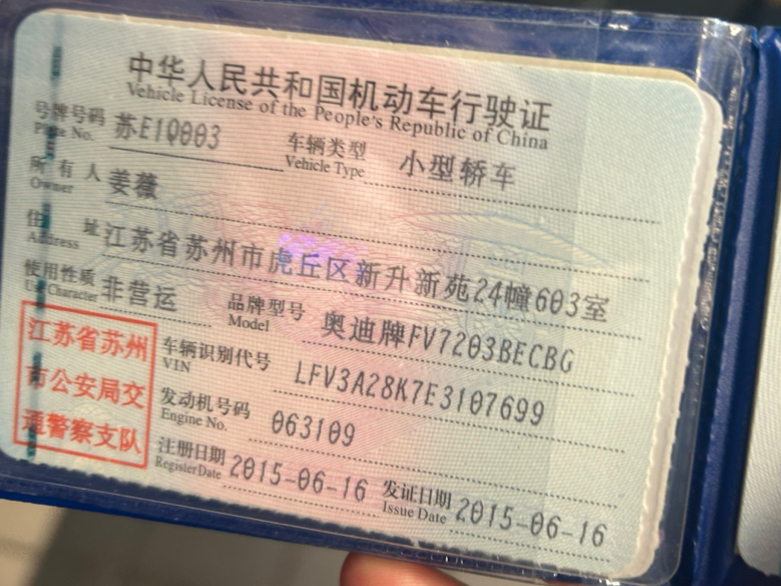 中华人民共和国机动车行驶证
Vehicle License of the People's Republic of China
号牌号码 苏E1Q003 车辆类型 小型轿车
Plate No. Vehicle Type
所有人 姜薇
Owner
住址 江苏省苏州市虎丘区新升新苑24幢603室
Address
使用性质 非营运 品牌型号 奥迪牌FV7203BECBG
Use Character Model
江苏省苏州
市公安局交
通警察支队
车辆识别代号 LFV3A28K7E3107699
VIN
发动机号码 063109
Engine No.
注册日期 2015-06-16 发证日期 2015-06-16
Register Date Issue Date